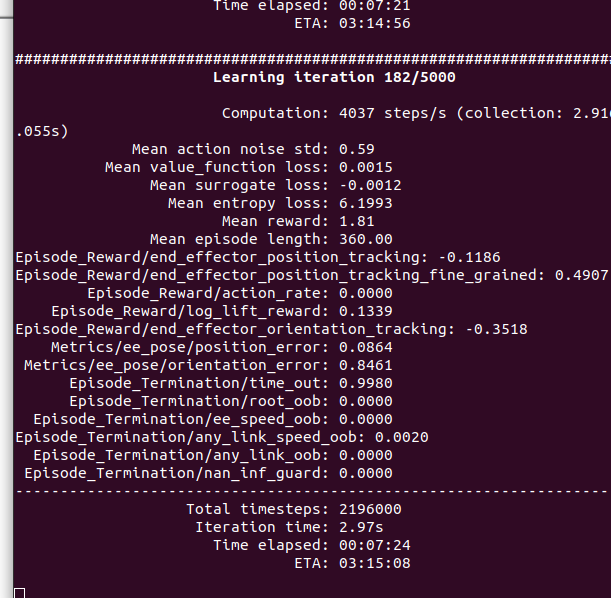 Time elapsed: 00:07:21
ETA: 03:14:56
################################################################################
Learning iteration 182/5000
Computation: 4037 steps/s (collection: 2.91
.055s)
Mean action noise std: 0.59
Mean value_function loss: 0.0015
Mean surrogate loss: -0.0012
Mean entropy loss: 6.1993
Mean reward: 1.81
Mean episode length: 360.00
Episode_Reward/end_effector_position_tracking: -0.1186
Episode_Reward/end_effector_position_tracking_fine_grained: 0.4907
Episode_Reward/action_rate: 0.0000
Episode_Reward/log_lift_reward: 0.1339
Episode_Reward/end_effector_orientation_tracking: -0.3518
Metrics/ee_pose/position_error: 0.0864
Metrics/ee_pose/orientation_error: 0.8461
Episode_Termination/time_out: 0.9980
Episode_Termination/root_oob: 0.0000
Episode_Termination/ee_speed_oob: 0.0000
Episode_Termination/any_link_speed_oob: 0.0020
Episode_Termination/any_link_oob: 0.0000
Episode_Termination/nan_inf_guard: 0.0000
--------------------------------------------------------------------------------
Total timesteps: 2196000
Iteration time: 2.97s
Time elapsed: 00:07:24
ETA: 03:15:08